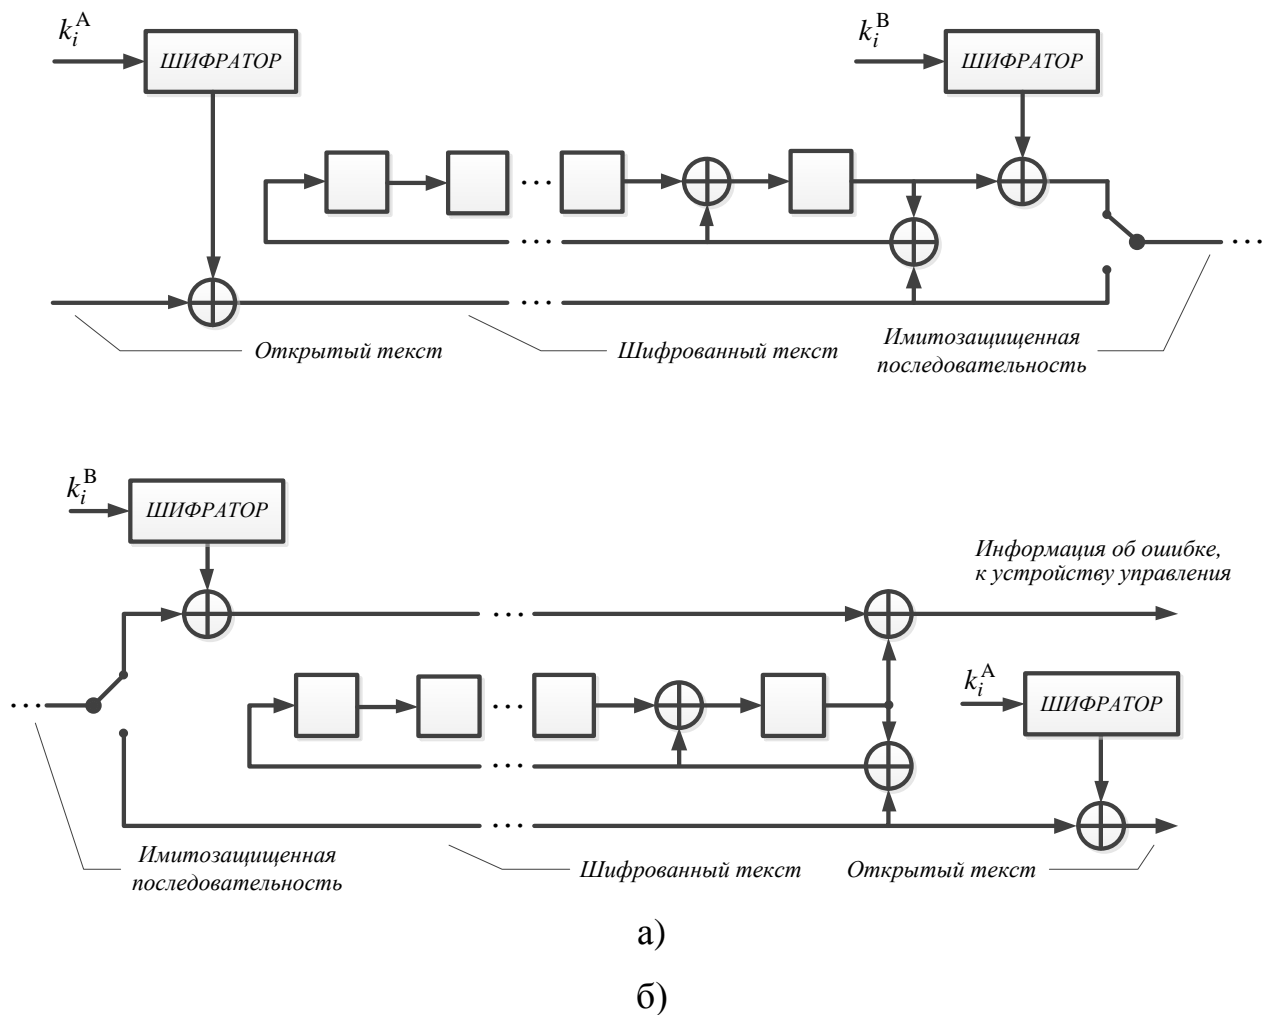 k_i^A
ШИФРАТОР
k_i^B
ШИФРАТОР
...
...
...
...
Открытый текст
Шифрованный текст
Имитозащищенная
последовательность
k_i^B
ШИФРАТОР
Информация об ошибке,
к устройству управления
...
...
...
k_i^A
ШИФРАТОР
...
...
Имитозащищенная
последовательность
Шифрованный текст
Открытый текст
а)
б)